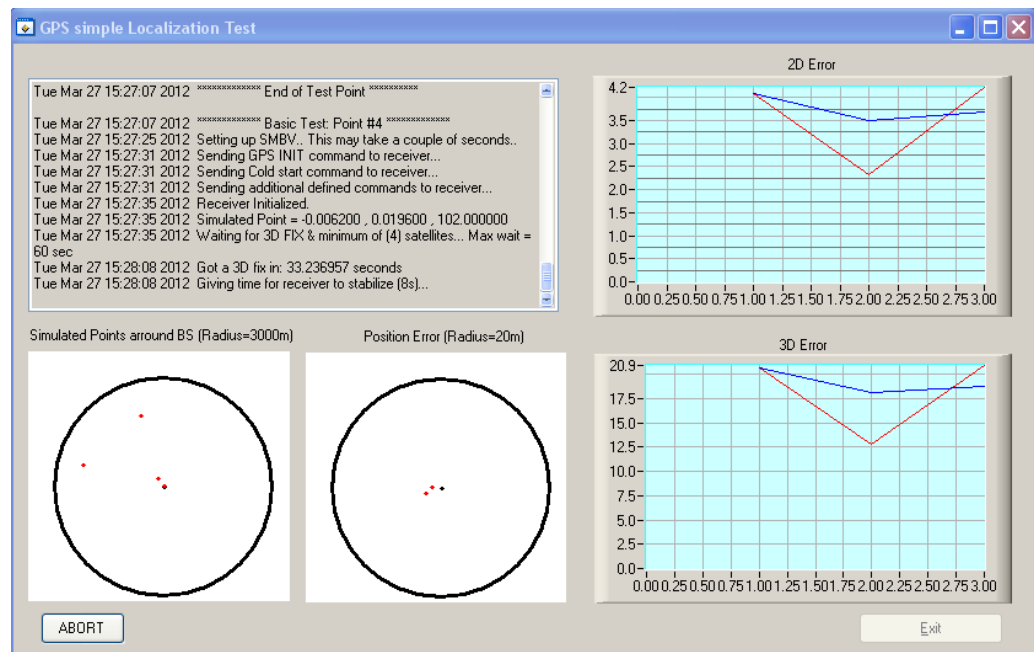 GPS simple Localization Test
Tue Mar 27 15:27:07 2012 ************* End of Test Point **********
Tue Mar 27 15:27:07 2012 ************* Basic Test: Point #4 *************
Tue Mar 27 15:27:25 2012 Setting up SMBV.. This may take a couple of seconds..
Tue Mar 27 15:27:31 2012 Sending GPS INIT command to receiver...
Tue Mar 27 15:27:31 2012 Sending Cold start command to receiver...
Tue Mar 27 15:27:31 2012 Sending additional defined commands to receiver...
Tue Mar 27 15:27:35 2012 Receiver Initialized.
Tue Mar 27 15:27:35 2012 Simulated Point = -0.006200 , 0.019600 , 102.000000
Tue Mar 27 15:27:35 2012 Waiting for 3D FIX & minimum of (4) satellites... Max wait =
60 sec
Tue Mar 27 15:28:08 2012 Got a 3D fix in: 33.236957 seconds
Tue Mar 27 15:28:08 2012 Giving time for receiver to stabilize (8s)...
2D Error
4.2
3.5
3.0
2.5
2.0
1.5
1.0
0.5
0.0
0.00 0.25 0.50 0.75 1.00 1.25 1.50 1.75 2.00 2.25 2.50 2.75 3.00
Simulated Points arround BS (Radius=3000m)
Position Error (Radius=20m)
3D Error
20.9
17.5
15.0
12.5
10.0
7.5
5.0
2.5
0.0
0.00 0.25 0.50 0.75 1.00 1.25 1.50 1.75 2.00 2.25 2.50 2.75 3.00
ABORT
Exit